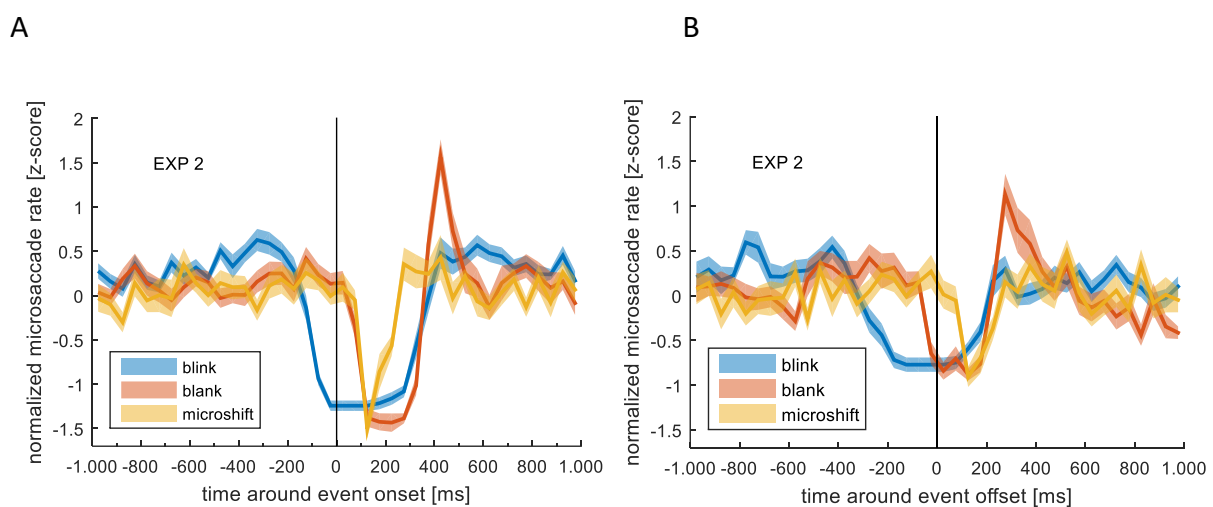 A
B
normalized microsaccade rate [z-score]
2
1.5
1
0.5
0
-0.5
-1
-1.5
EXP 2
blink
blank
microshift
-1.000 -800 -600 -400 -200 0 200 400 600 800 1.000
time around event onset [ms]
normalized microsaccade rate [z-score]
2
1.5
1
0.5
0
-0.5
-1
-1.5
EXP 2
blink
blank
microshift
-1.000 -800 -600 -400 -200 0 200 400 600 800 1.000
time around event offset [ms]